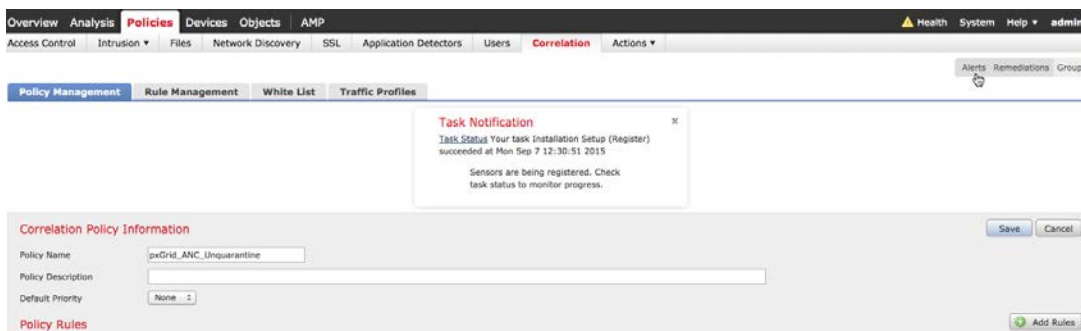 Overview Analysis Policies Devices Objects AMP Health System Help admin
Access Control Intrusion Files Network Discovery SSL Application Detectors Users Correlation Actions
Alerts Remediations Group
Policy Management Rule Management White List Traffic Profiles
Task Notification x
Task Status Your task Installation Setup (Register)
succeeded at Mon Sep 7 12:30:51 2015
Sensors are being registered. Check
task status to monitor progress.
Correlation Policy Information Save Cancel
Policy Name pxGrid_ANC_Unquarantine
Policy Description
Default Priority None
Policy Rules Add Rules